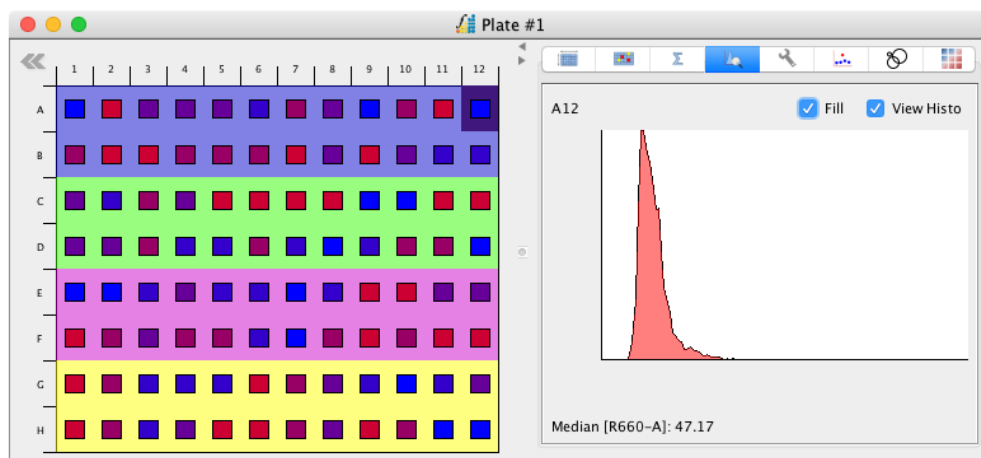 Plate #1
1 2 3 4 5 6 7 8 9 10 11 12
A
B
C
D
E
F
G
H
Σ
A12 Fill View Histo
Median [R660-A]: 47.17